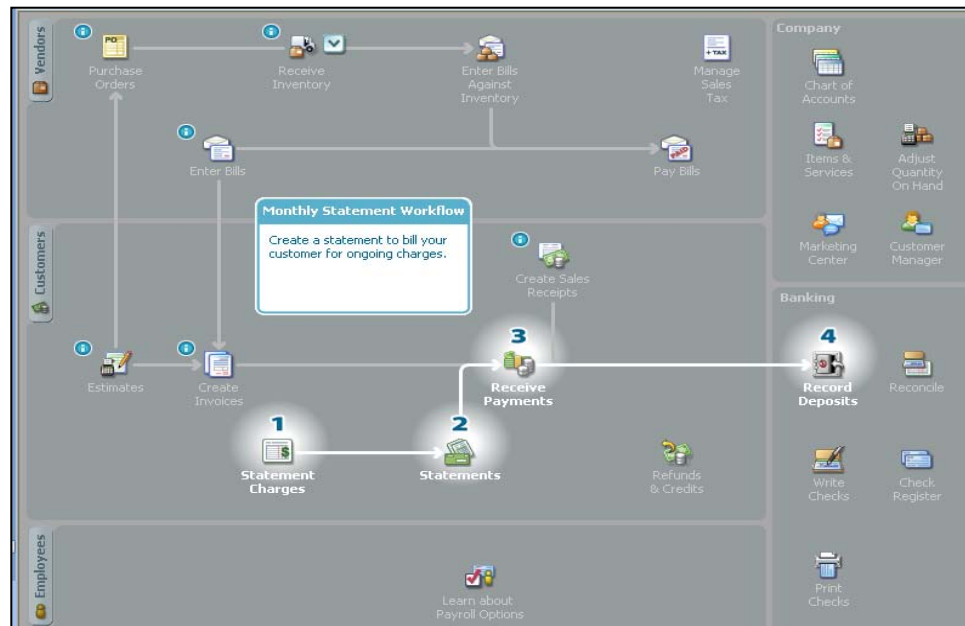 Vendors
PO
Purchase
Orders
Receive
Inventory
Enter Bills
Against
Inventory
+ TAX
Manage
Sales
Tax
Enter Bills
PAID
Pay Bills
Monthly Statement Workflow
Create a statement to bill your
customer for ongoing charges.
Customers
Create Sales
Receipts
Estimates
Create
Invoices
3
Receive
Payments
1
Statement
Charges
2
Statements
Refunds
& Credits
Employees
Learn about
Payroll Options
Company
Chart of
Accounts
Items &
Services
Adjust
Quantity
On Hand
Marketing
Center
Customer
Manager
Banking
4
Record
Deposits
Reconcile
Write
Checks
Check
Register
Print
Checks